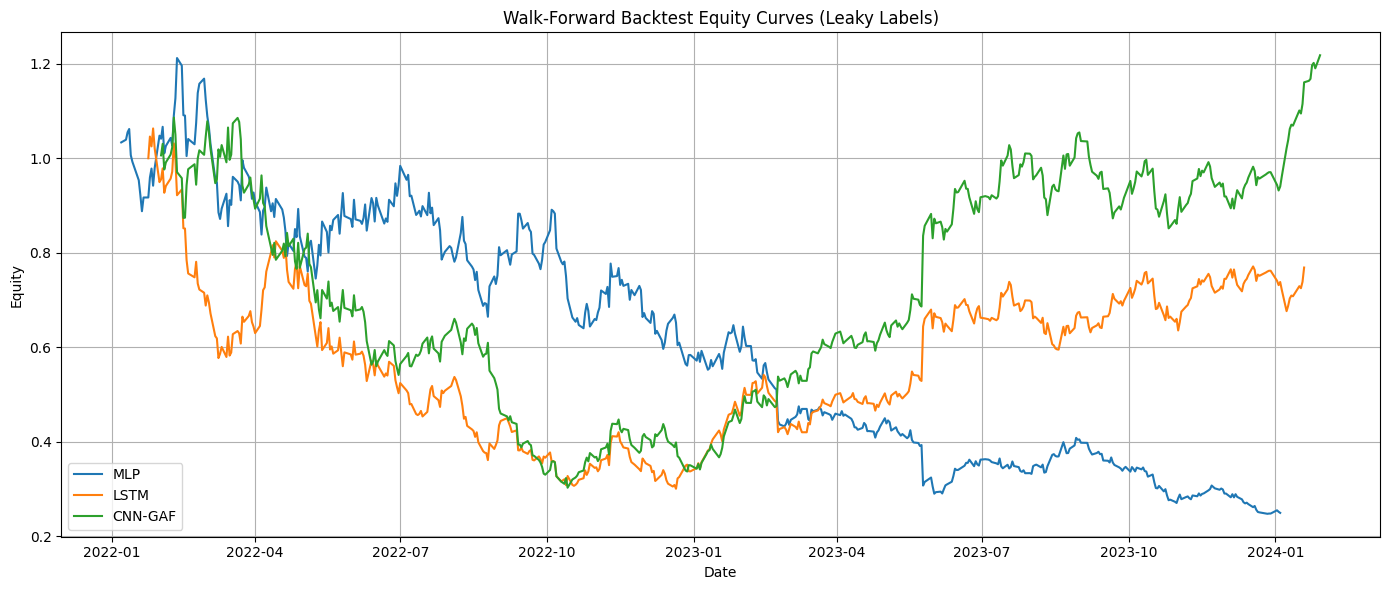 Walk-Forward Backtest Equity Curves (Leaky Labels)
Equity
1.2
1.0
0.8
0.6
0.4
0.2
MLP
LSTM
CNN-GAF
2022-01
2022-04
2022-07
2022-10
2023-01
2023-04
2023-07
2023-10
2024-01
Date